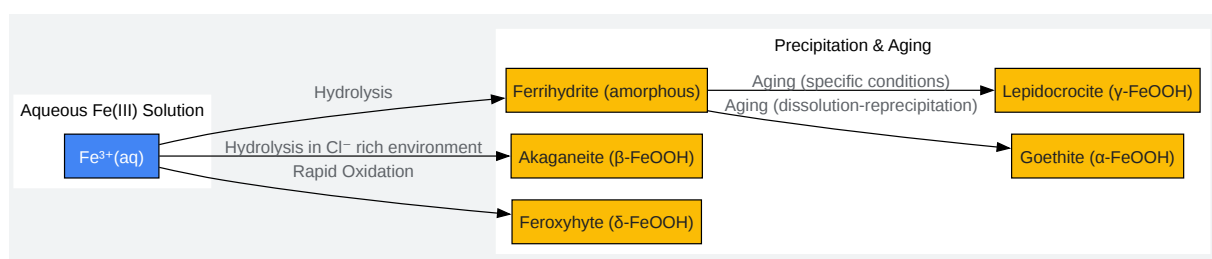 Precipitation & Aging
Aqueous Fe(III) Solution
Fe³⁺(aq)
Hydrolysis
Hydrolysis in Cl⁻ rich environment
Rapid Oxidation
Ferrihydrite (amorphous)
Akaganeite (β-FeOOH)
Feroxyhyte (δ-FeOOH)
Aging (specific conditions)
Aging (dissolution-reprecipitation)
Lepidocrocite (γ-FeOOH)
Goethite (α-FeOOH)